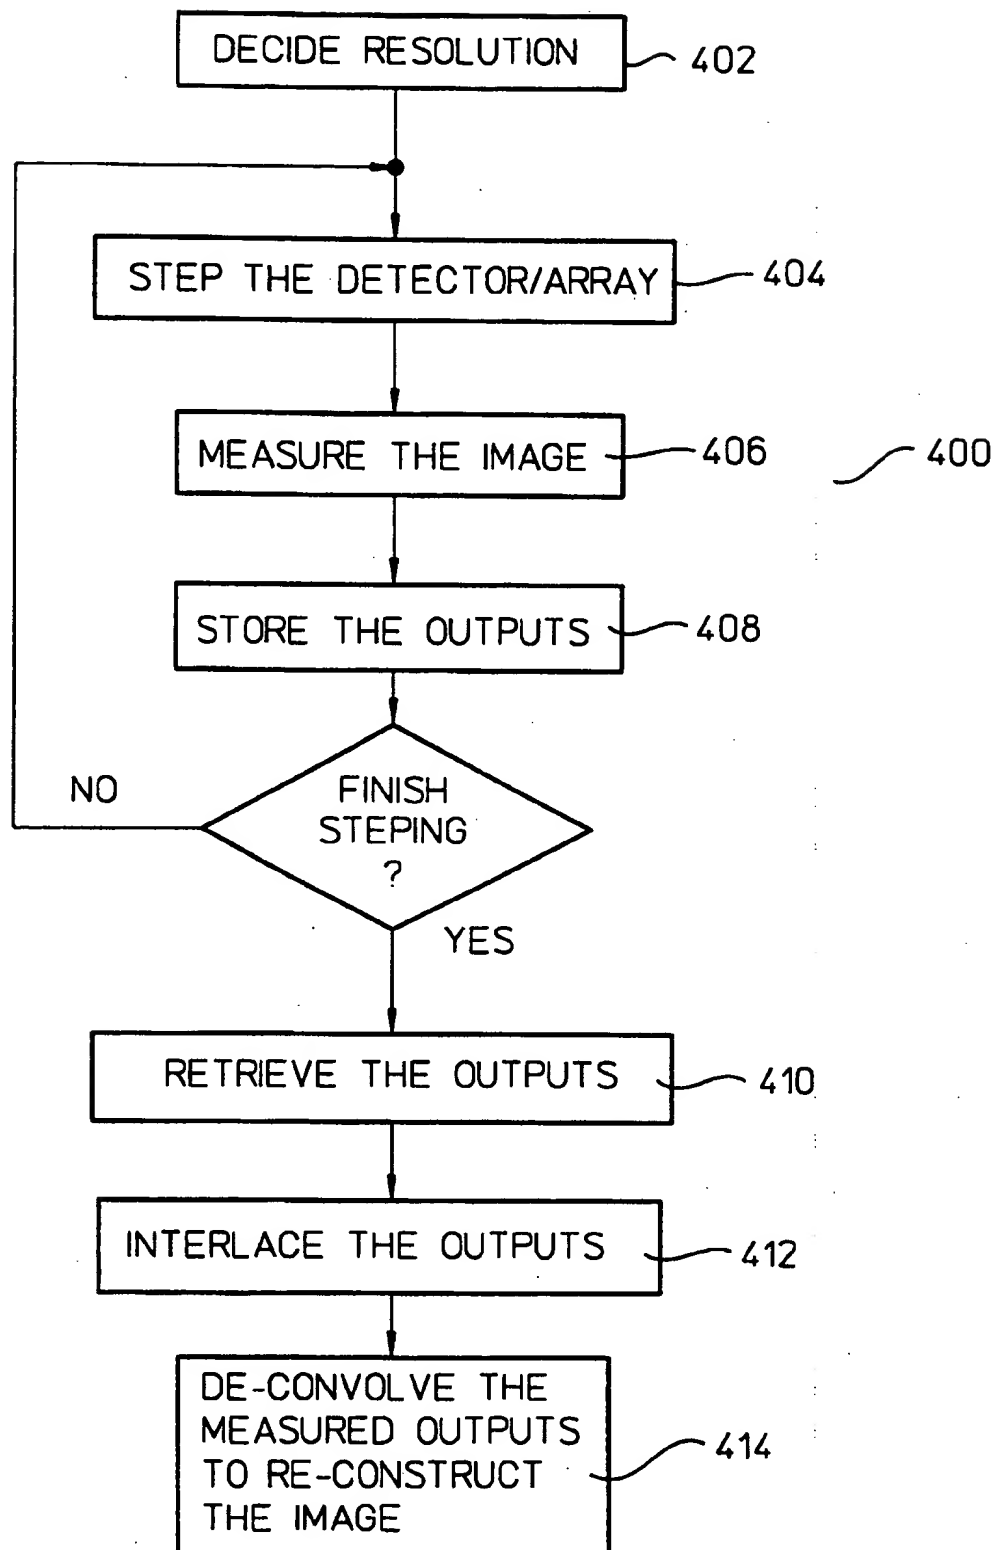 DECIDE RESOLUTION
402
STEP THE DETECTOR/ARRAY
404
MEASURE THE IMAGE
406
400
STORE THE OUTPUTS
408
NO
FINISH
STEPING
?
YES
RETRIEVE THE OUTPUTS
410
INTERLACE THE OUTPUTS
412
DE-CONVOLVE THE
MEASURED OUTPUTS
TO RE-CONSTRUCT
THE IMAGE
414